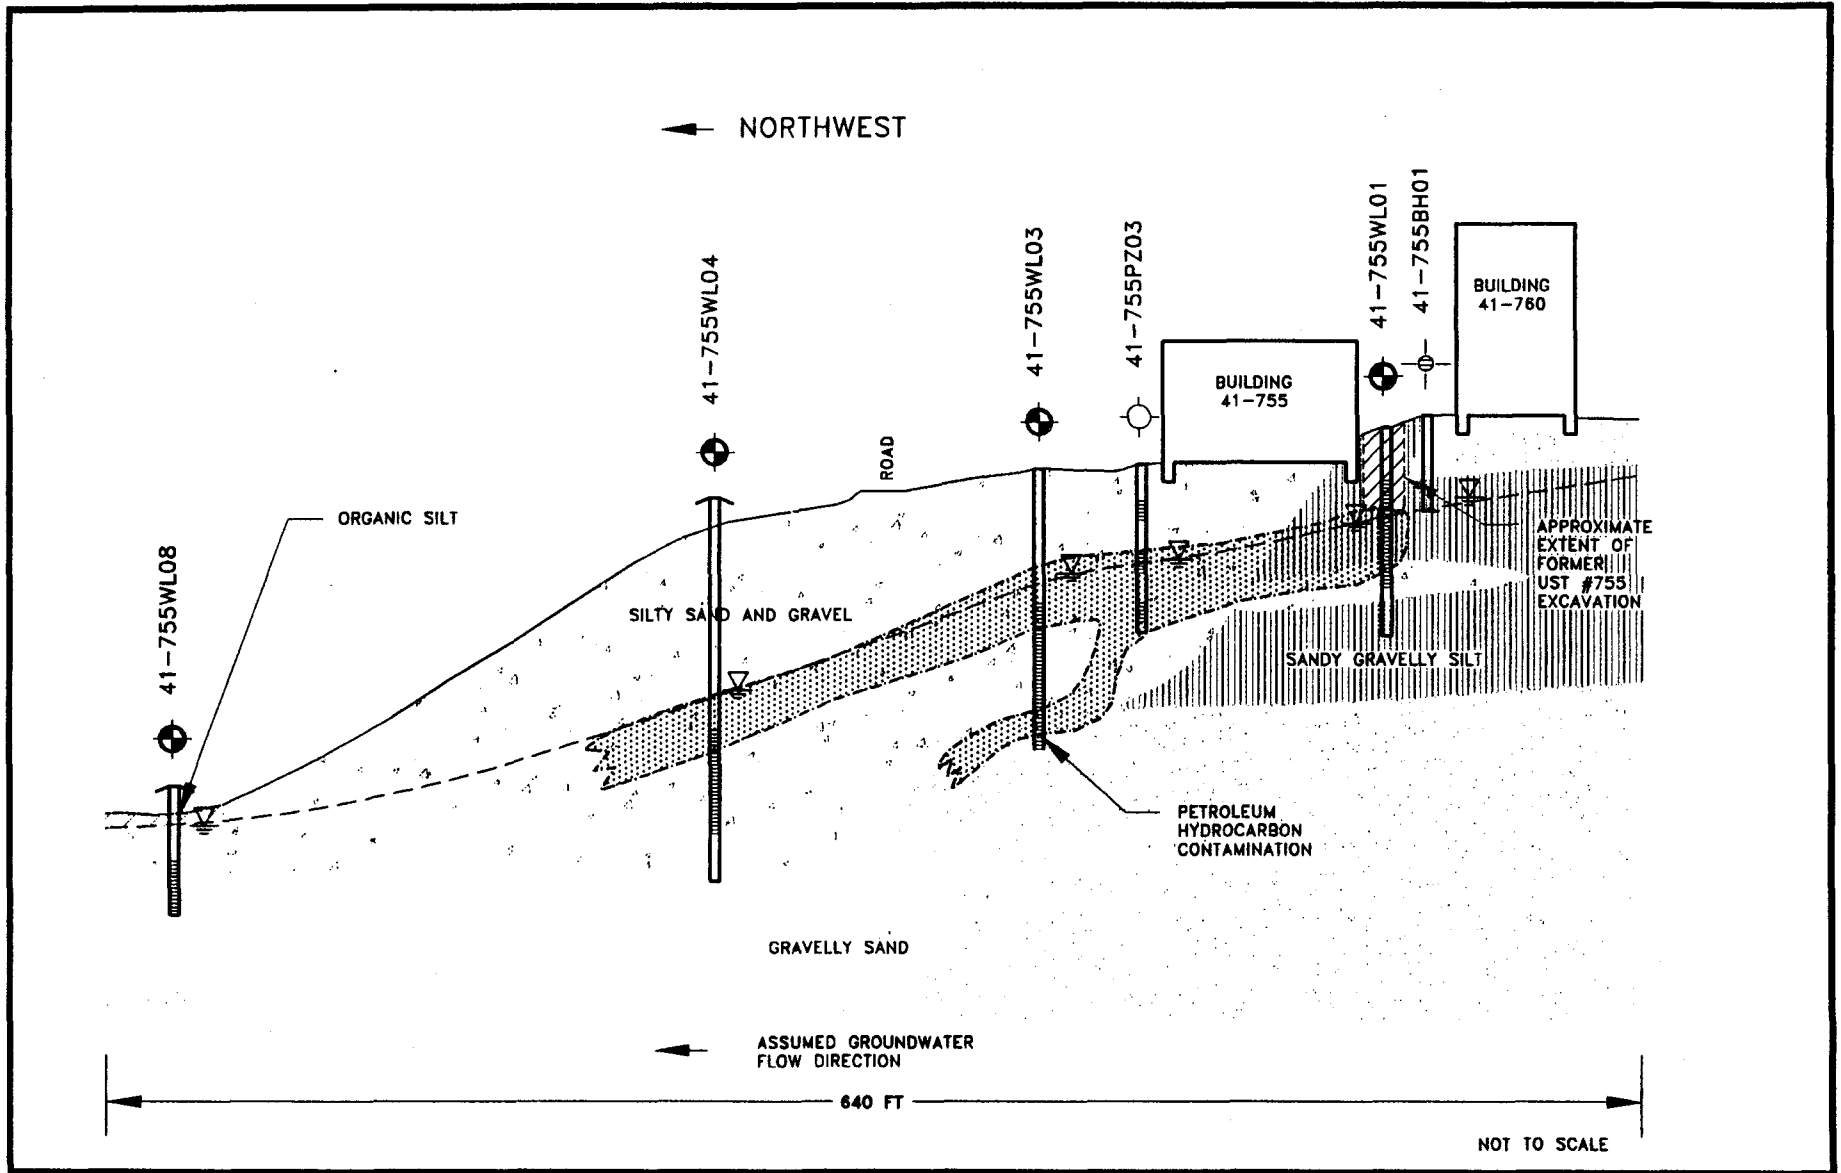 NORTHWEST
41-755WL01
41-755BH01
41-755WL03
41-755PZ03
41-755WL04
BUILDING
41-760
BUILDING
41-755
ROAD
ORGANIC SILT
41-755WL08
APPROXIMATE
EXTENT OF
FORMER
UST #755
EXCAVATION
SILTY SAND AND GRAVEL
SANDY GRAVELLY SILT
PETROLEUM
HYDROCARBON
CONTAMINATION
GRAVELLY SAND
ASSUMED GROUNDWATER
FLOW DIRECTION
640 FT
NOT TO SCALE